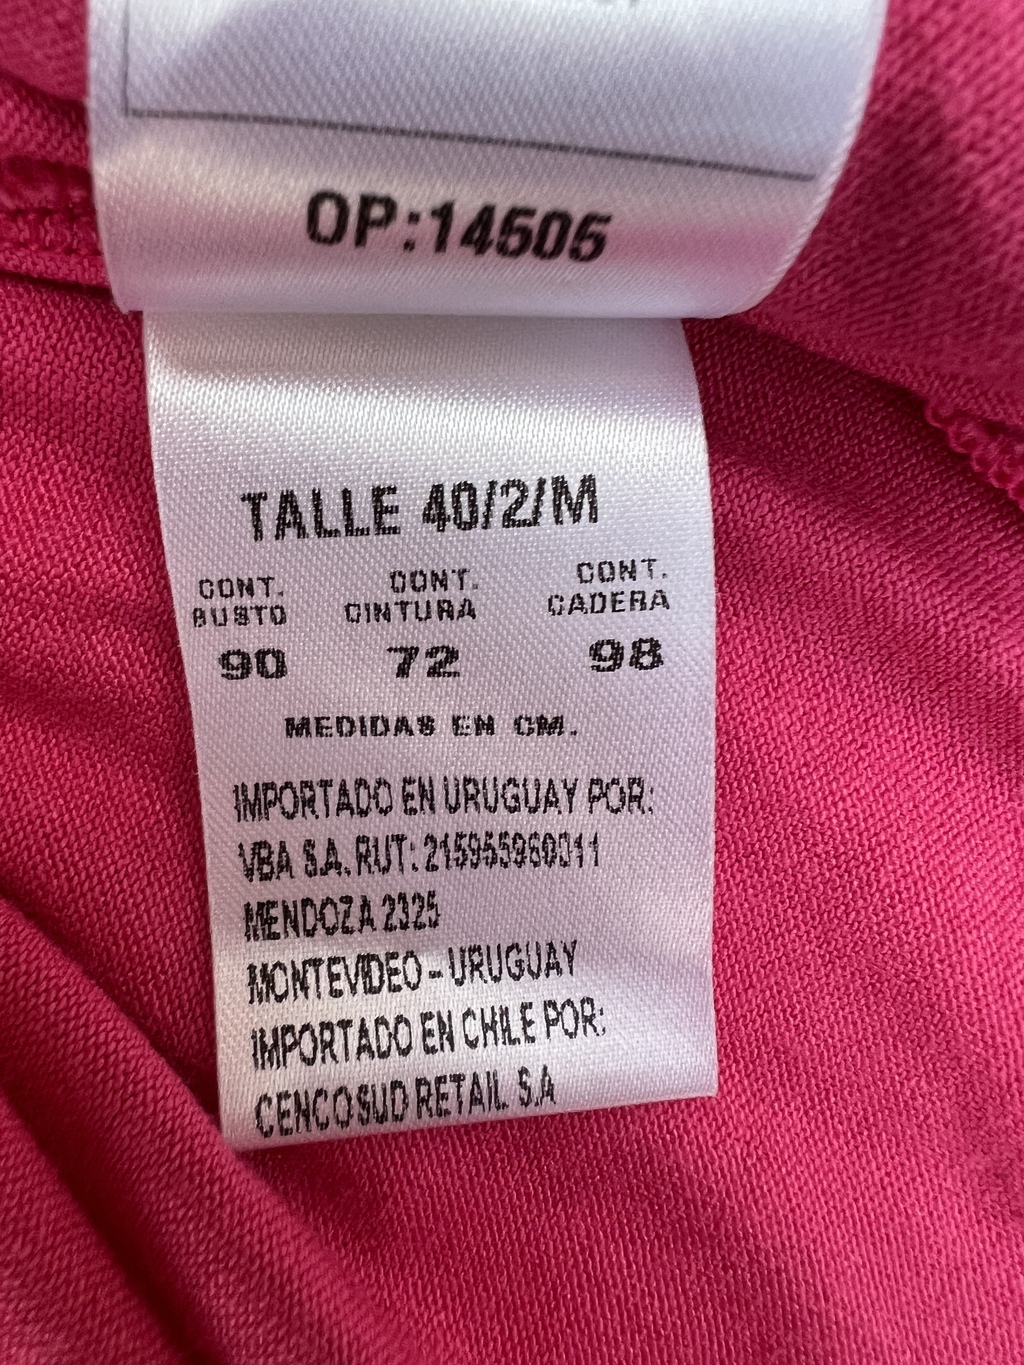 OP:14505
TALLE 40/2/M
CONT. CONT. CONT.
BUSTO CINTURA CADERA
90 72 98
MEDIDAS EN CM.
IMPORTADO EN URUGUAY POR:
VBA S.A. RUT: 215955960011
MENDOZA 2325
MONTEVIDEO - URUGUAY
IMPORTADO EN CHILE POR:
CENCOSUD RETAIL S.A